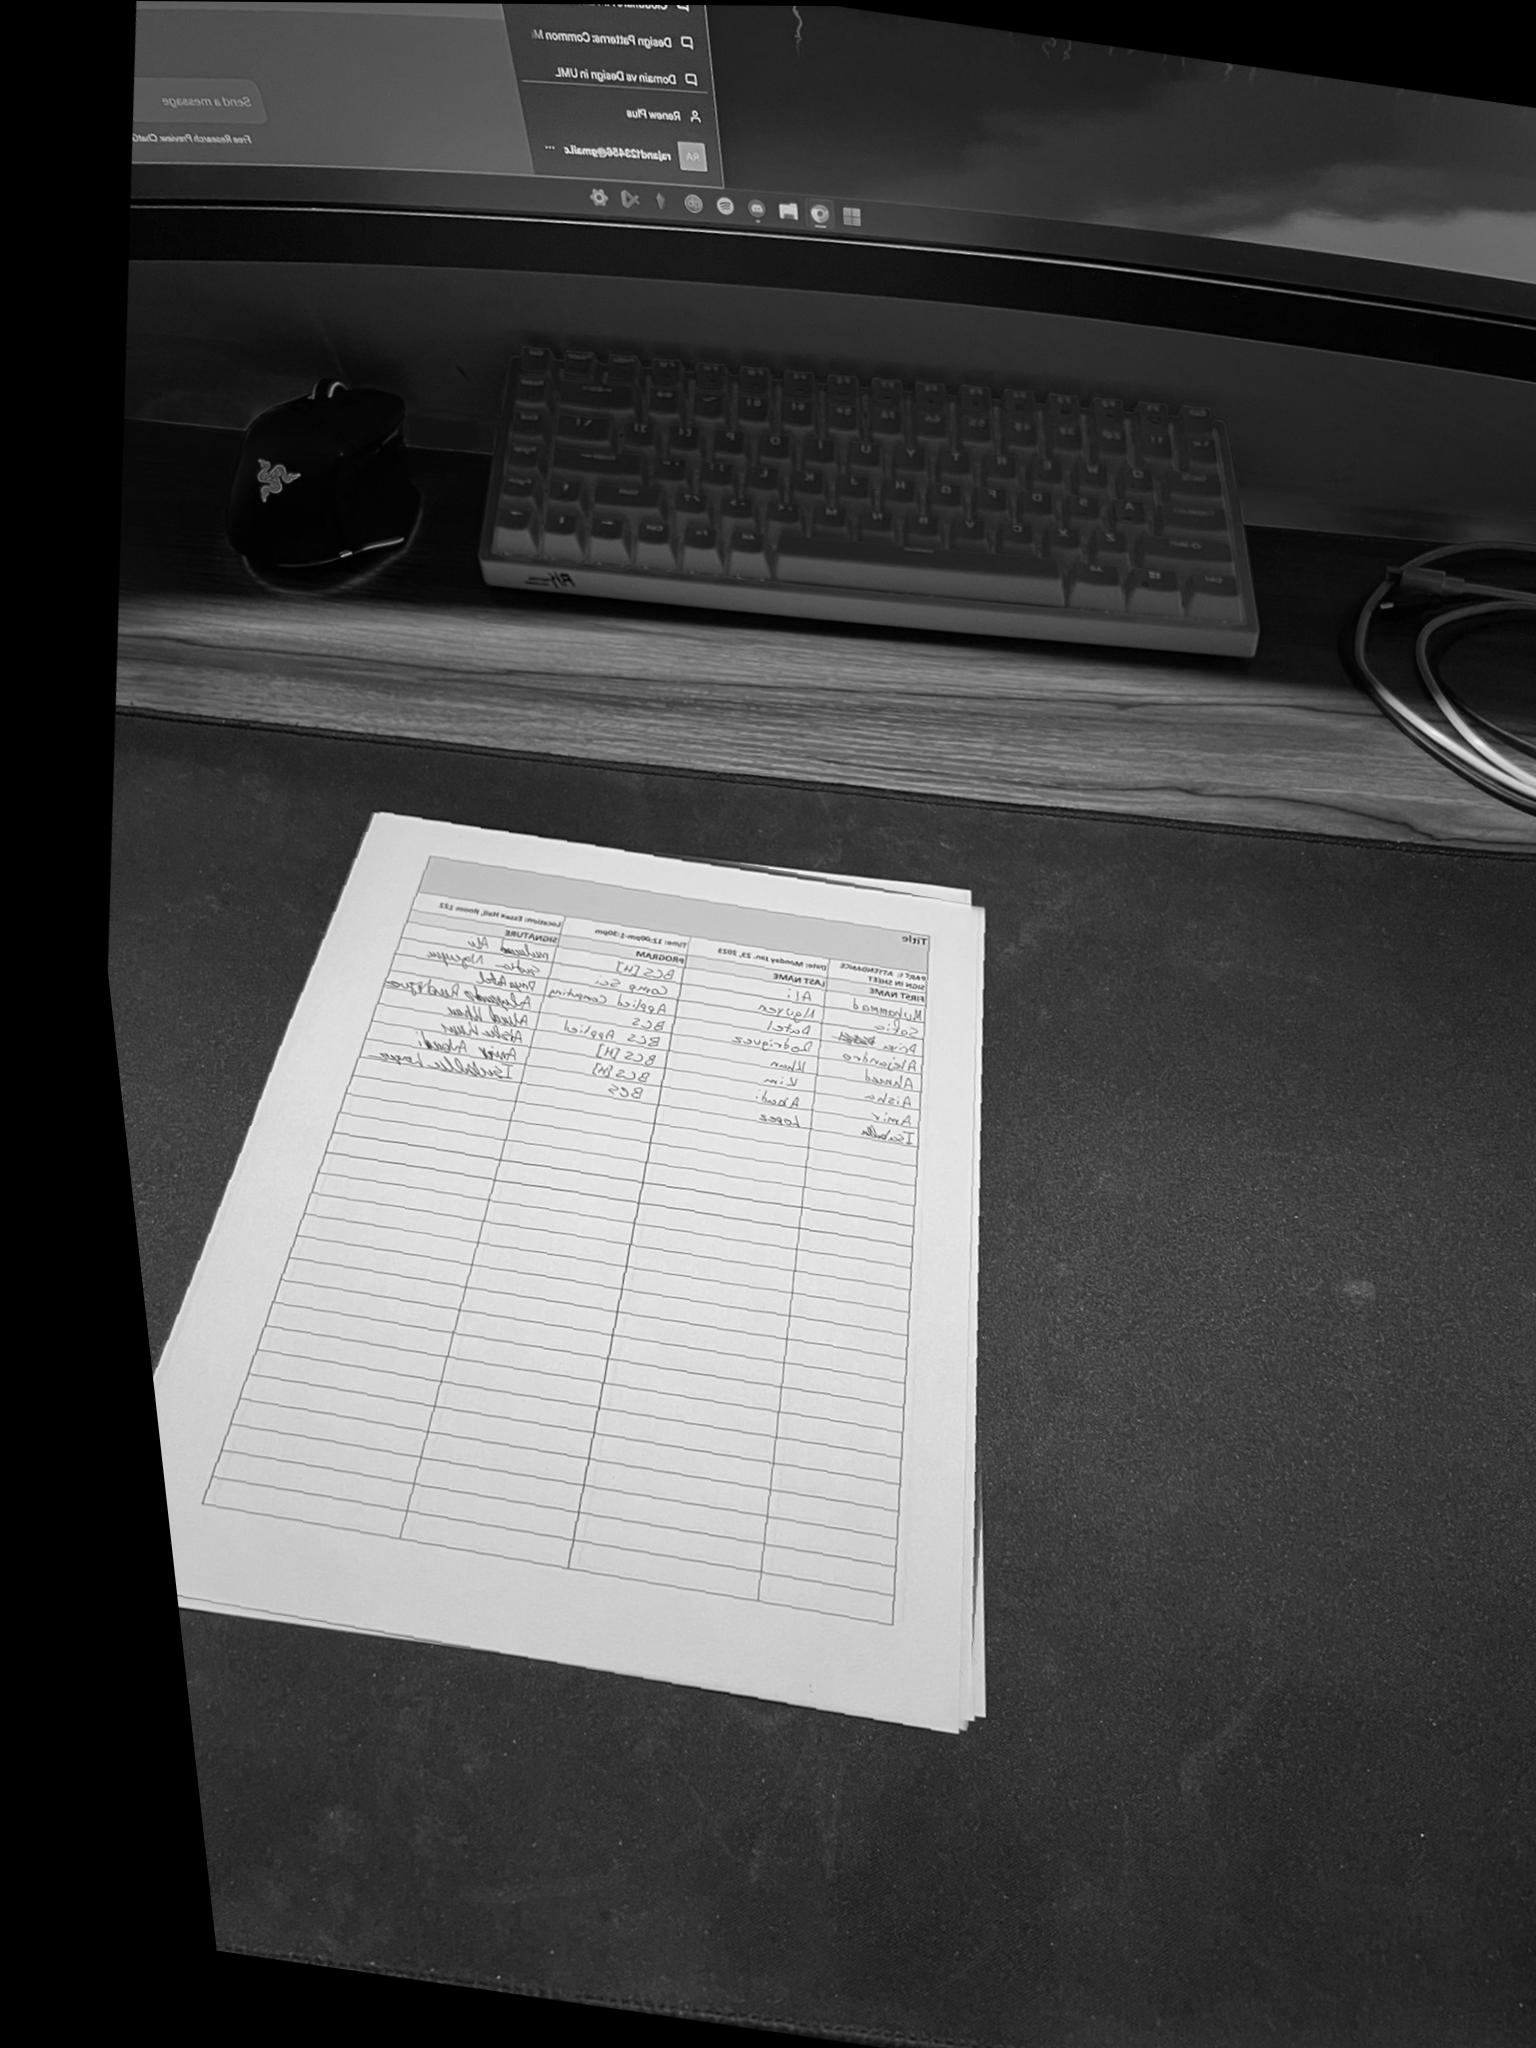 Design Patterns: Common M
Domain vs Design in UML
Renew Plus
RA rajand123456@gmail.c ...
Send a message
Free Research Preview. ChatG
Title
PART I: ATTENDANCE SIGN IN SHEET Date: Monday Jan. 23, 2023 Time: 12:00pm-1:30pm Location: Essex Hall, Room 122
FIRST NAME LAST NAME PROGRAM SIGNATURE
Muhammad Ali BCS [H] Ali
Sofia Nguyen Comp Sci Sofia Nguyen
Priya Patel Applied Computing Priya Patel
Alejandro Rodriguez BCS Alejandro Rodriguez
Ahmed Khan BCS Applied Ahmed Khan
Aisha Kim BCS [H] Aisha Kim
Amir Abadi BCS [H] Amir Abadi
Isabella Lopez BCS Isabella Lopez